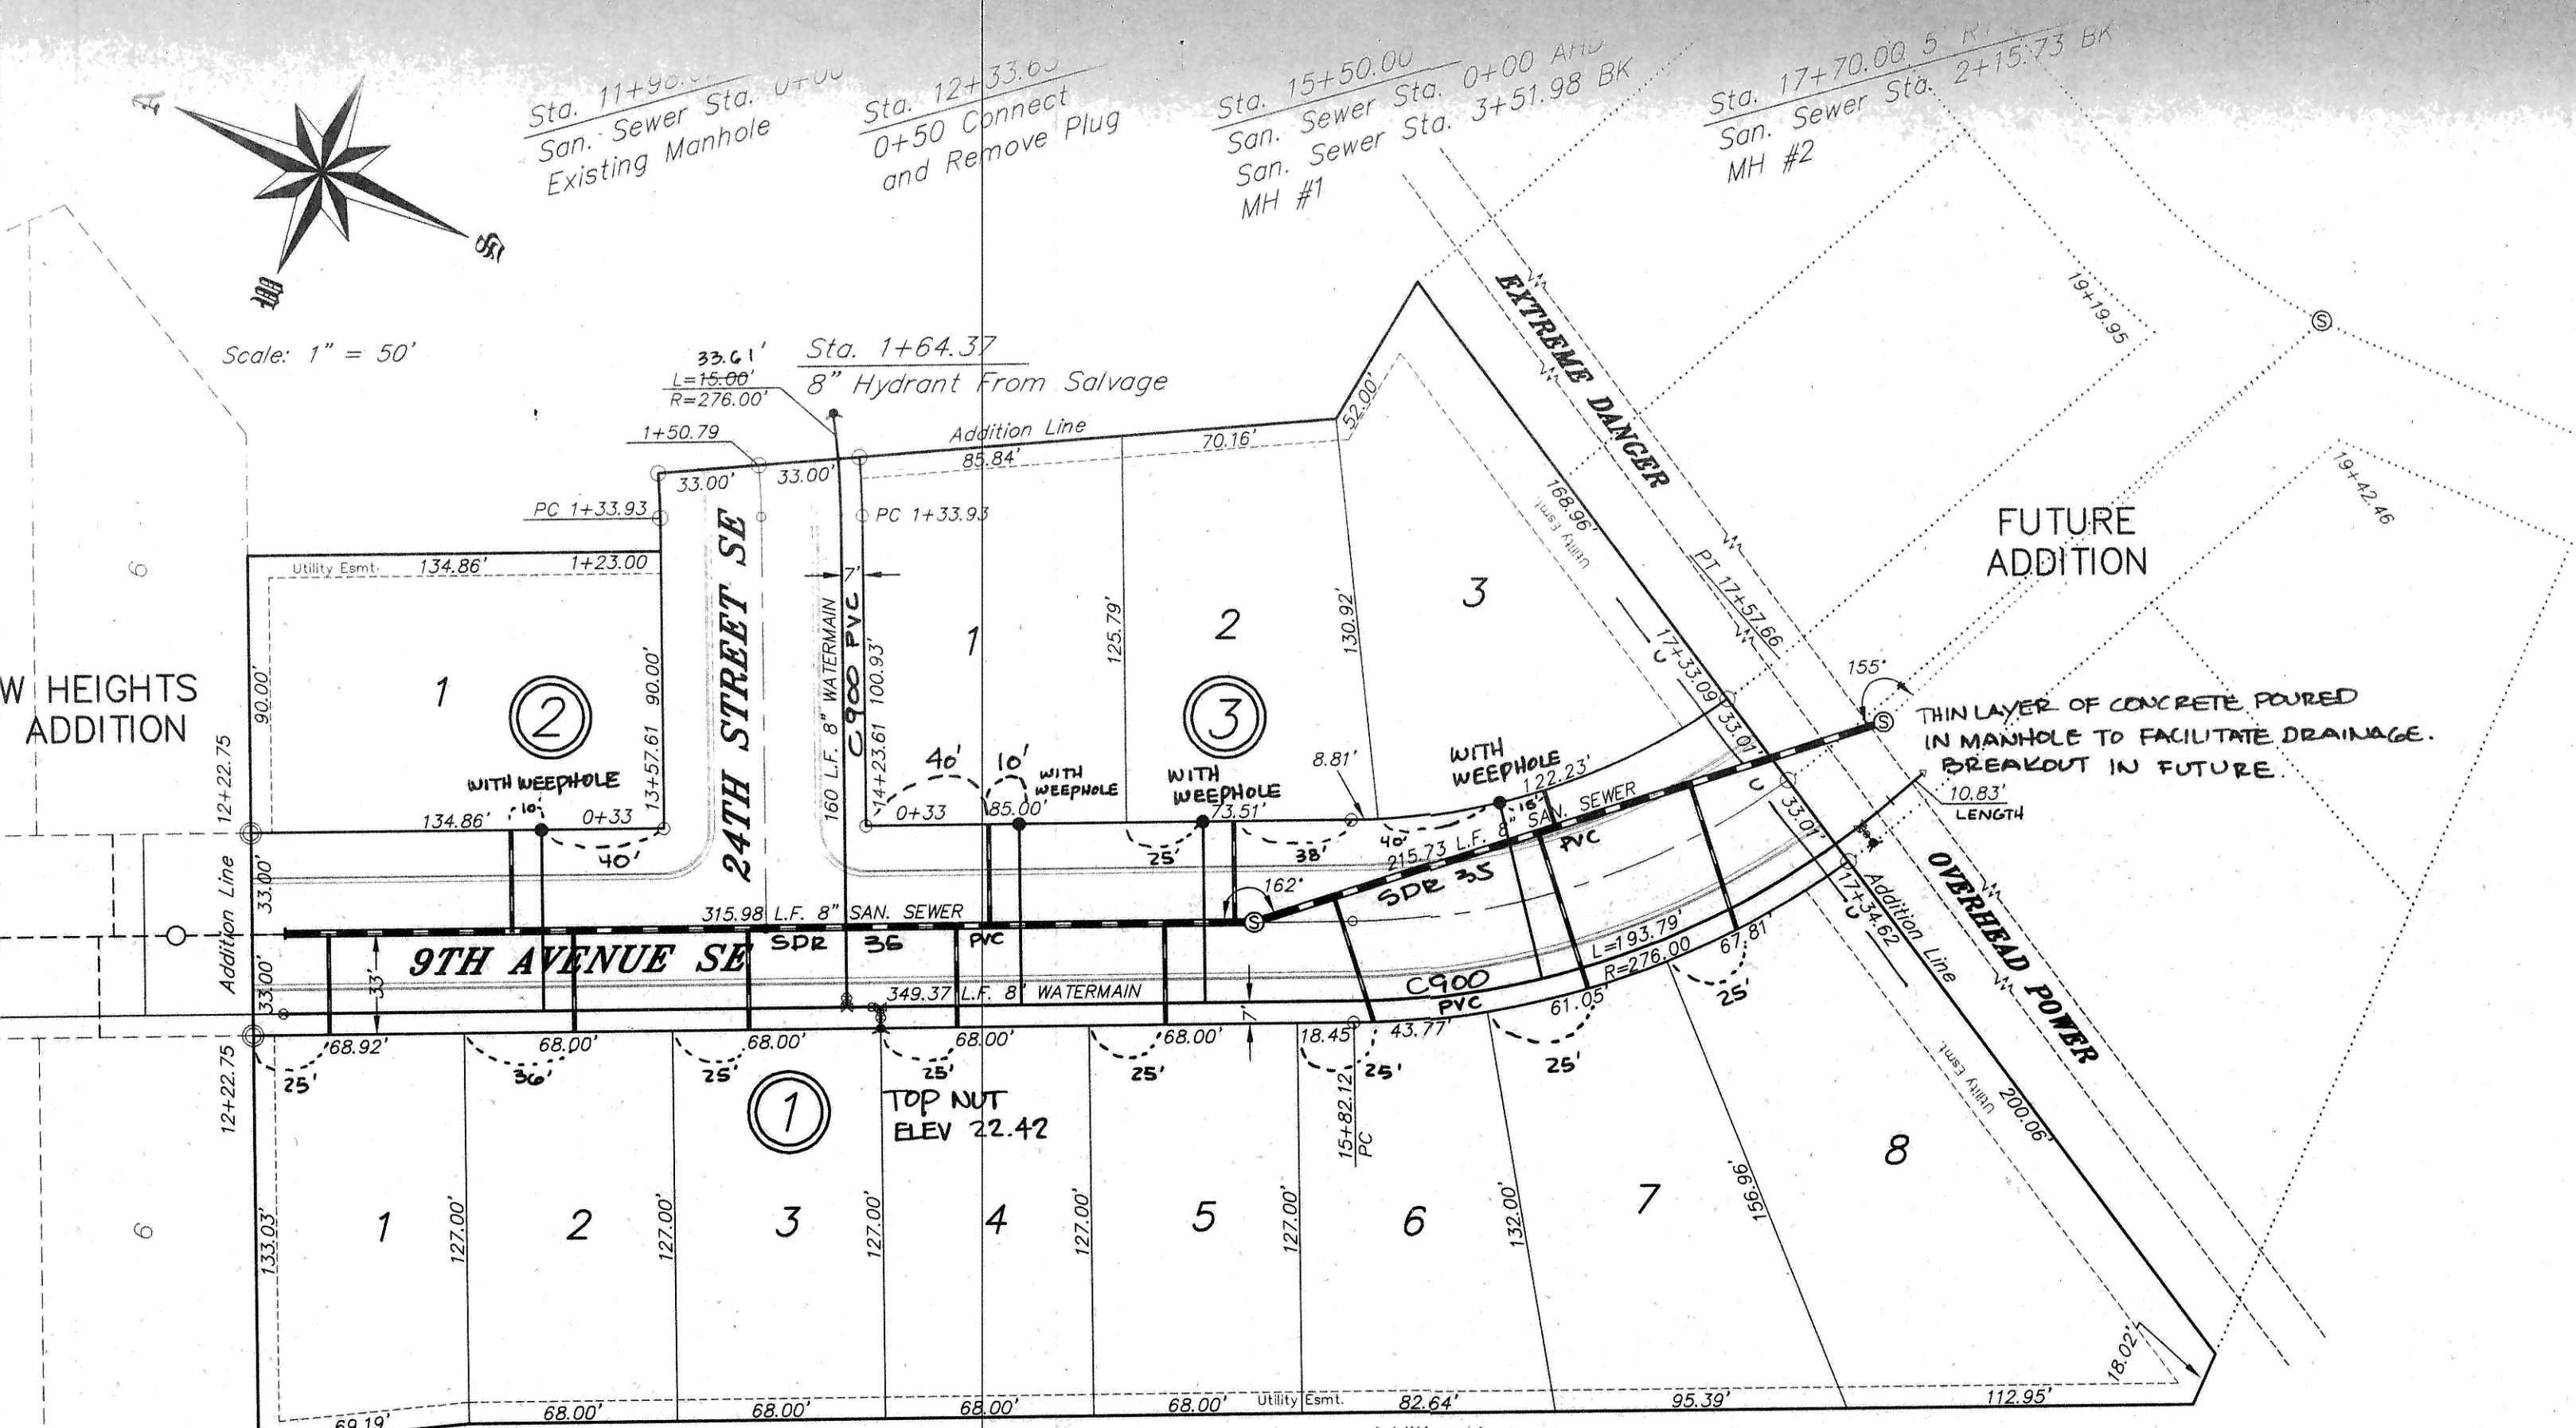 Sta. 11+98.
San. Sewer Sta. 0+00
Existing Manhole
Sta. 12+33.63
0+50 Connect
and Remove Plug
Sta. 15+50.00
San. Sewer Sta. 0+00 AHD
San. Sewer Sta. 3+51.98 BK
MH #1
Sta. 17+70.00, 5' RT
San. Sewer Sta. 2+15.73 BK
MH #2
Scale: 1" = 50'
33.61'
L=15.00'
R=276.00'
Sta. 1+64.37
8" Hydrant From Salvage
1+50.79
Addition Line
70.16'
85.84'
52.00'
33.00'
33.00'
PC 1+33.93
PC 1+33.93
EXTREME DANGER
19+19.95
19+42.46
FUTURE
ADDITION
168.96'
Utility Esmt.
PT 17+57.66
Utility Esmt.
134.86'
1+23.00
7'
6
W HEIGHTS
ADDITION
90.00'
1
2
13+57.61 90.00'
24TH STREET SE
160 L.F. 8" WATERMAIN
C900 PVC
14+23.61 100.93'
1
125.79'
2
3
130.92'
3
17+33.09
33.01'
155°
THIN LAYER OF CONCRETE POURED
IN MANHOLE TO FACILITATE DRAINAGE.
BREAKOUT IN FUTURE.
10.83'
LENGTH
12+22.75
WITH WEEPHOLE
10'
134.86'
0+33
40'
40'
10'
WITH
WEEPHOLE
0+33
85.00'
WITH
WEEPHOLE
73.51'
25'
38'
8.81'
WITH
WEEPHOLE
122.23'
40'
215.73 L.F. 8" SAN. SEWER
SDR 35
PVC
162°
33.01'
17+34.62
Addition Line
OVERHEAD POWER
Addition Line
33.00'
33.00'
315.98 L.F. 8" SAN. SEWER
SDR 35 PVC
9TH AVENUE SE
33'
349.37 L.F. 8" WATERMAIN
7'
C900
PVC
L=193.79'
R=276.00
67.81'
25'
12+22.75
68.92'
68.00'
68.00'
68.00'
68.00'
18.45'
43.77'
61.05'
25'
36'
25'
25'
25'
25'
25'
1
TOP NUT
ELEV 22.42
15+82.12
PC
6
133.03'
1
127.00'
2
127.00'
3
127.00'
4
127.00'
5
127.00'
6
132.00'
7
156.96'
8
Utility Esmt.
200.06'
18.02'
69.19'
68.00'
68.00'
68.00'
68.00'
Utility Esmt.
82.64'
95.39'
112.95'